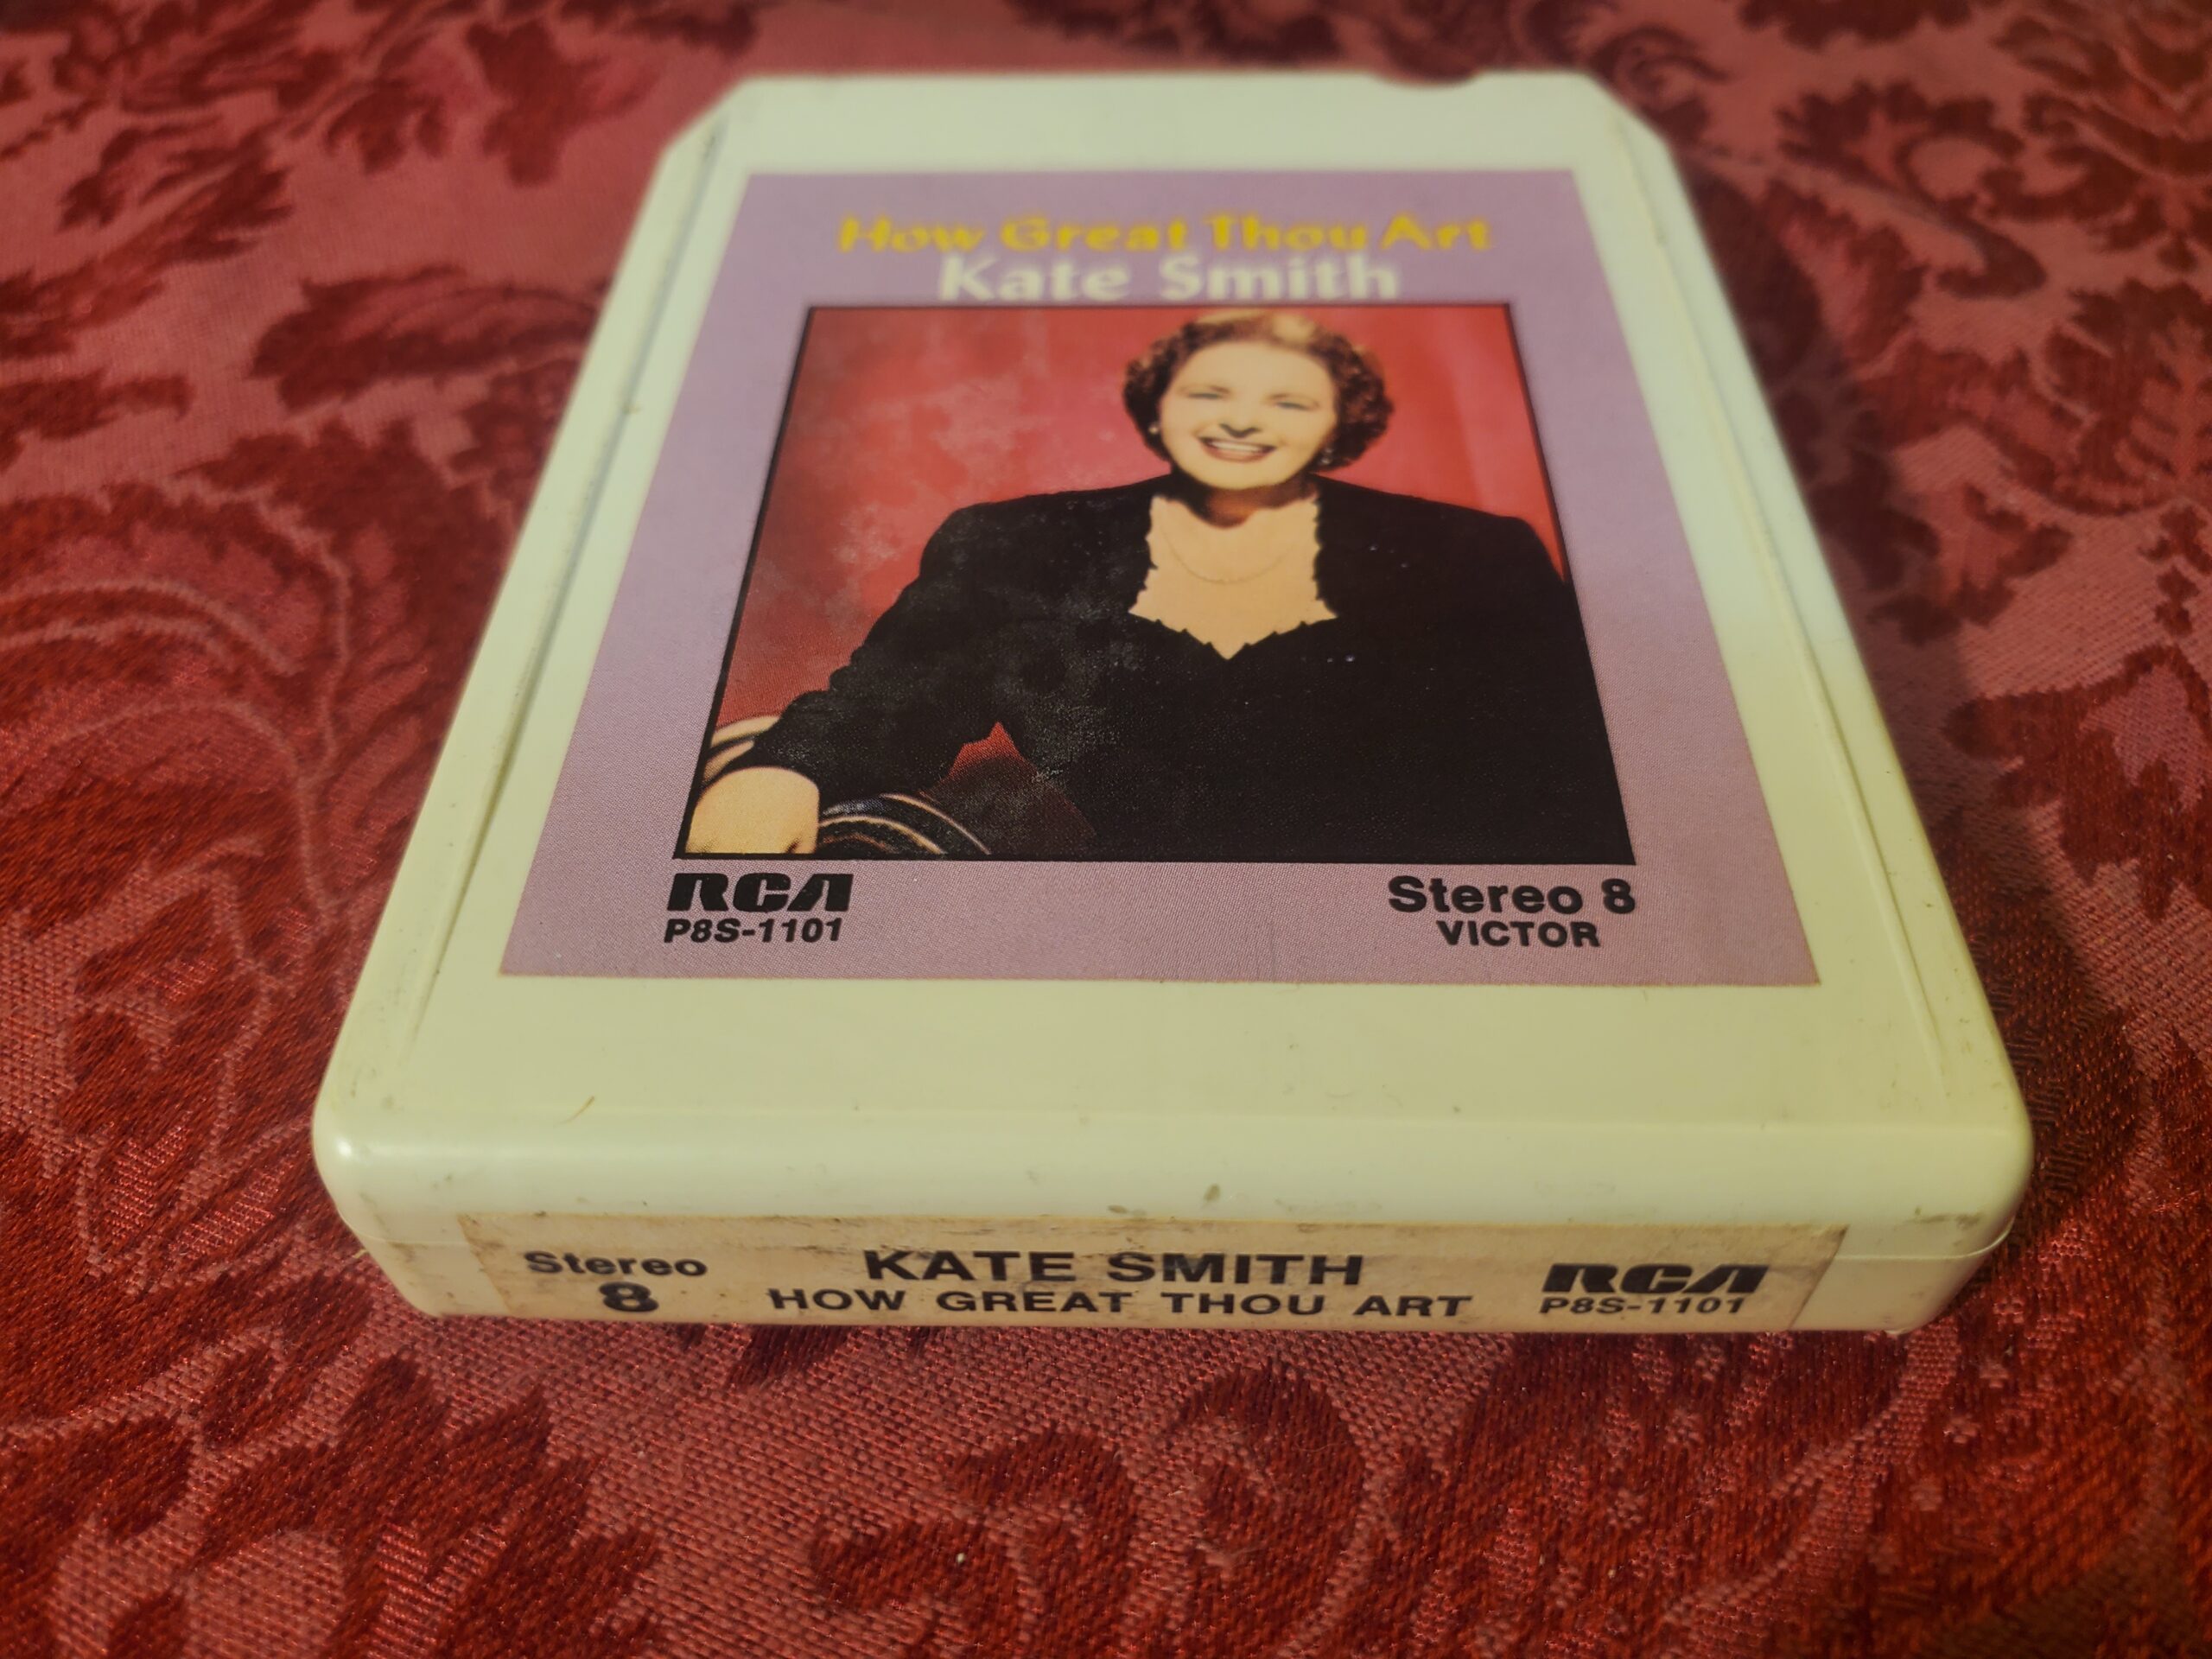 How Great Thou Art
Kate Smith
RCA
P8S-1101
Stereo 8
VICTOR
Stereo
8
KATE SMITH
HOW GREAT THOU ART
RCA
P8S-1101